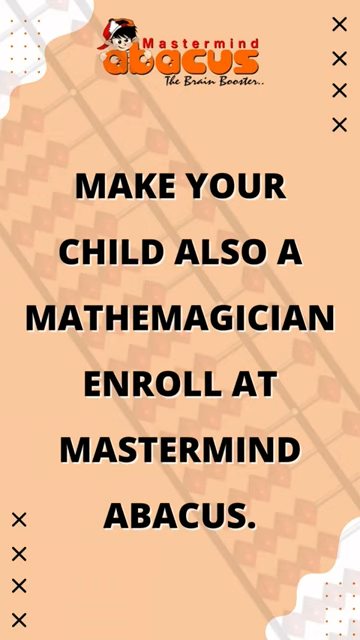 Mastermind
abacus
The Brain Booster..
MAKE YOUR
CHILD ALSO A
MATHEMAGICIAN
ENROLL AT
MASTERMIND
ABACUS.